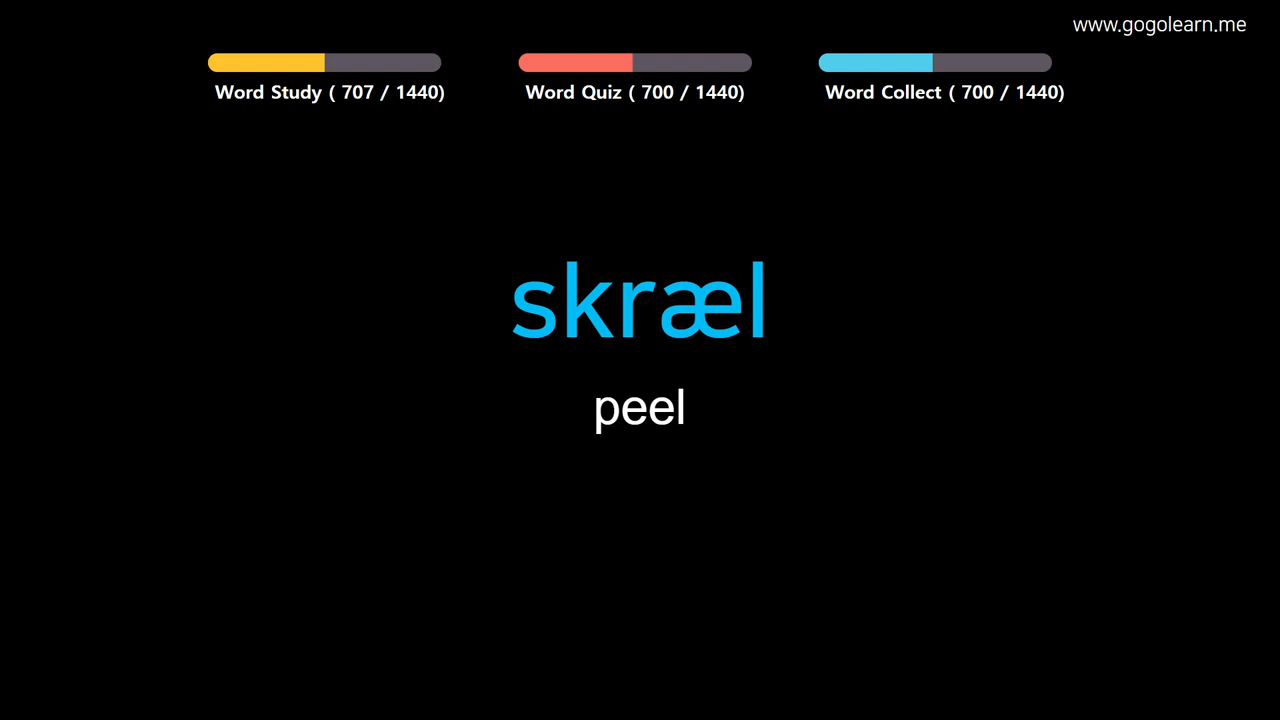 www.gogolearn.me
Word Study ( 707 / 1440)
Word Quiz ( 700 / 1440)
Word Collect ( 700 / 1440)
skræl
peel